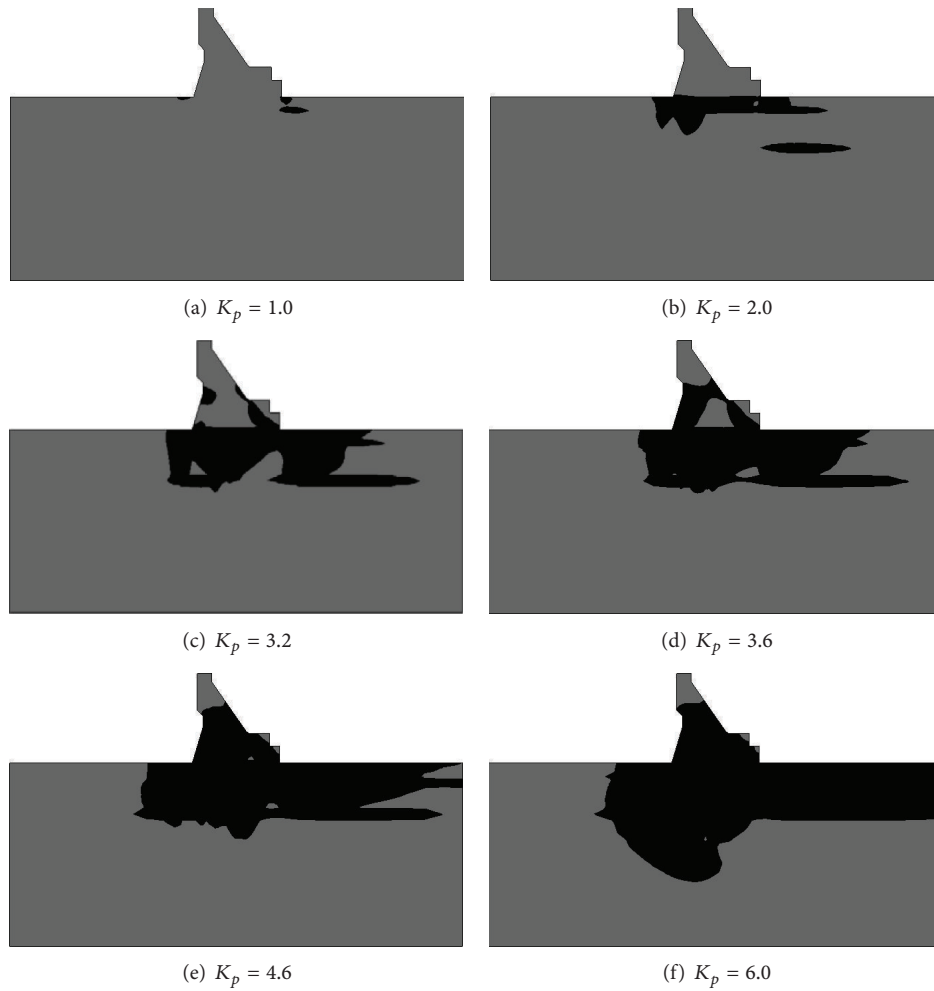 (a) K_p = 1.0
(b) K_p = 2.0
(c) K_p = 3.2
(d) K_p = 3.6
(e) K_p = 4.6
(f) K_p = 6.0